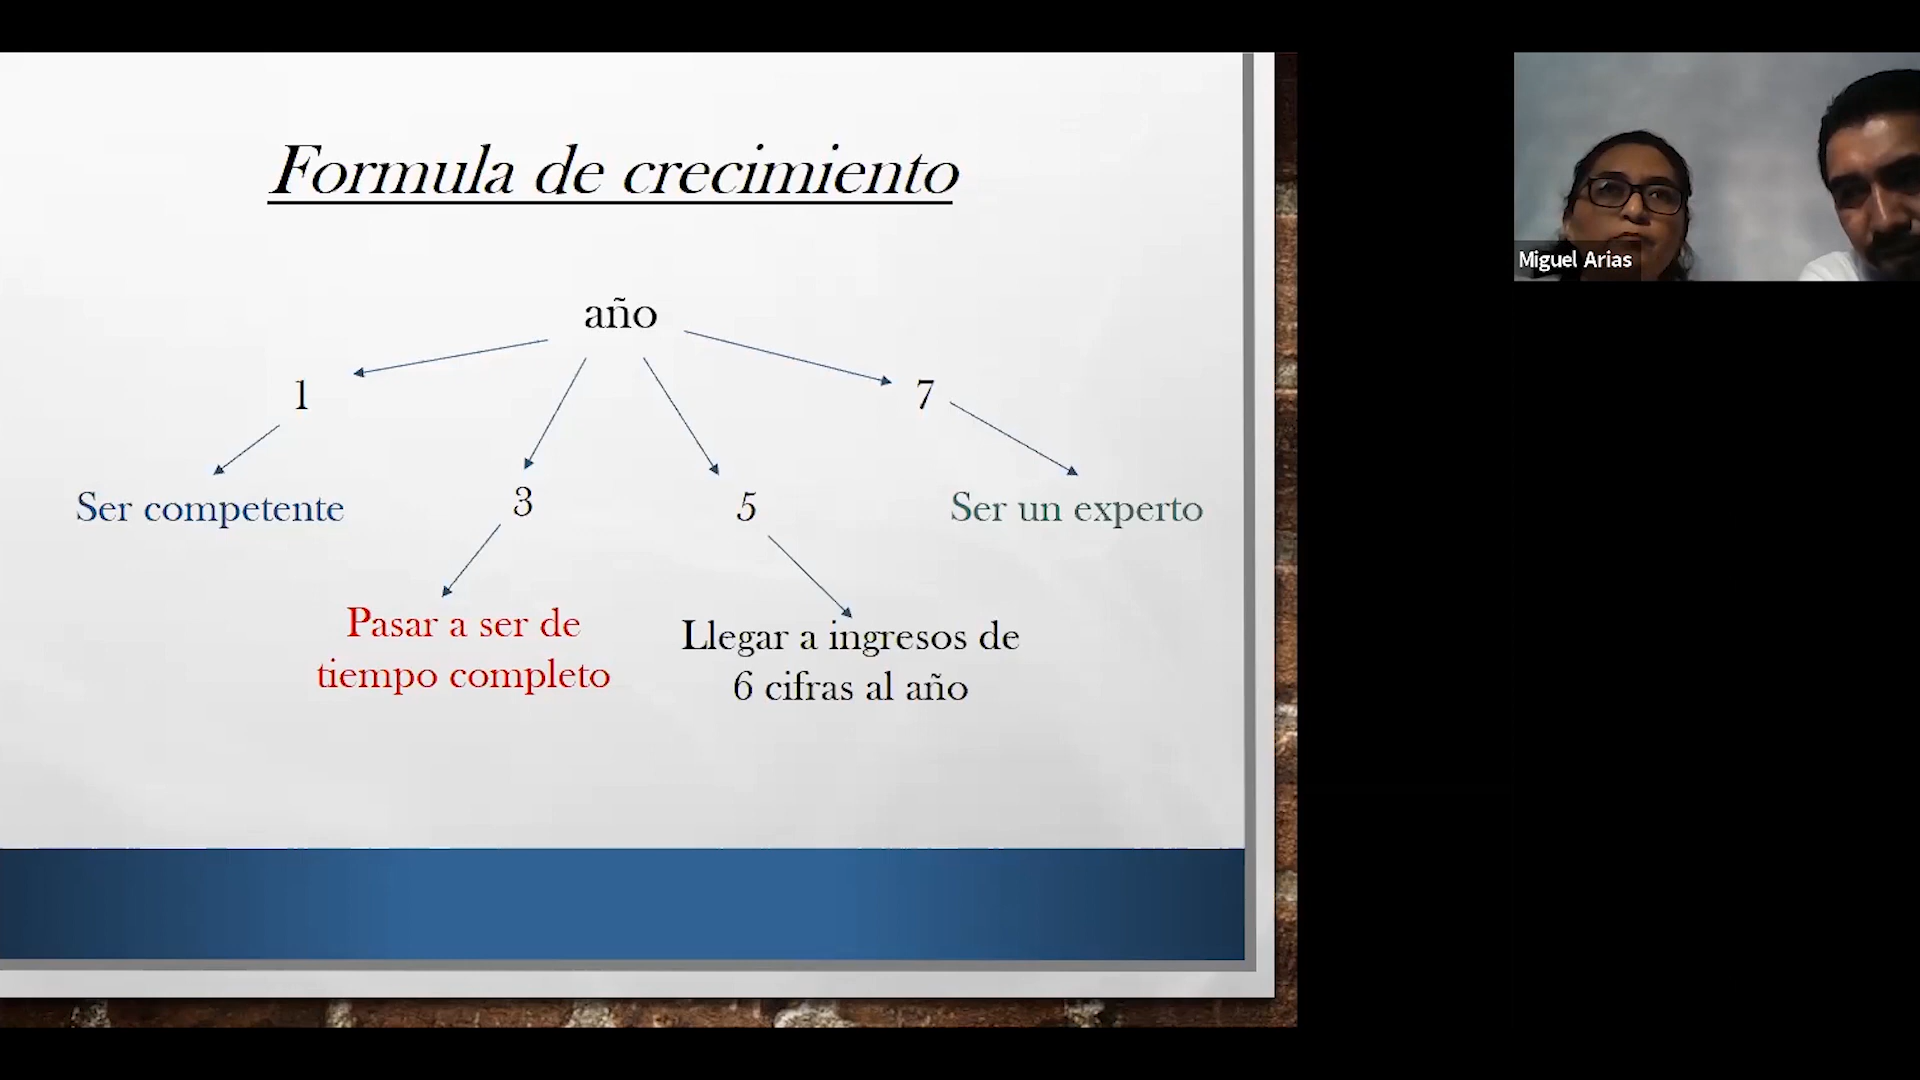 Formula de crecimiento
año
1
7
3
5
Ser competente
Ser un experto
Pasar a ser de
tiempo completo
Llegar a ingresos de
6 cifras al año
Miguel Arias